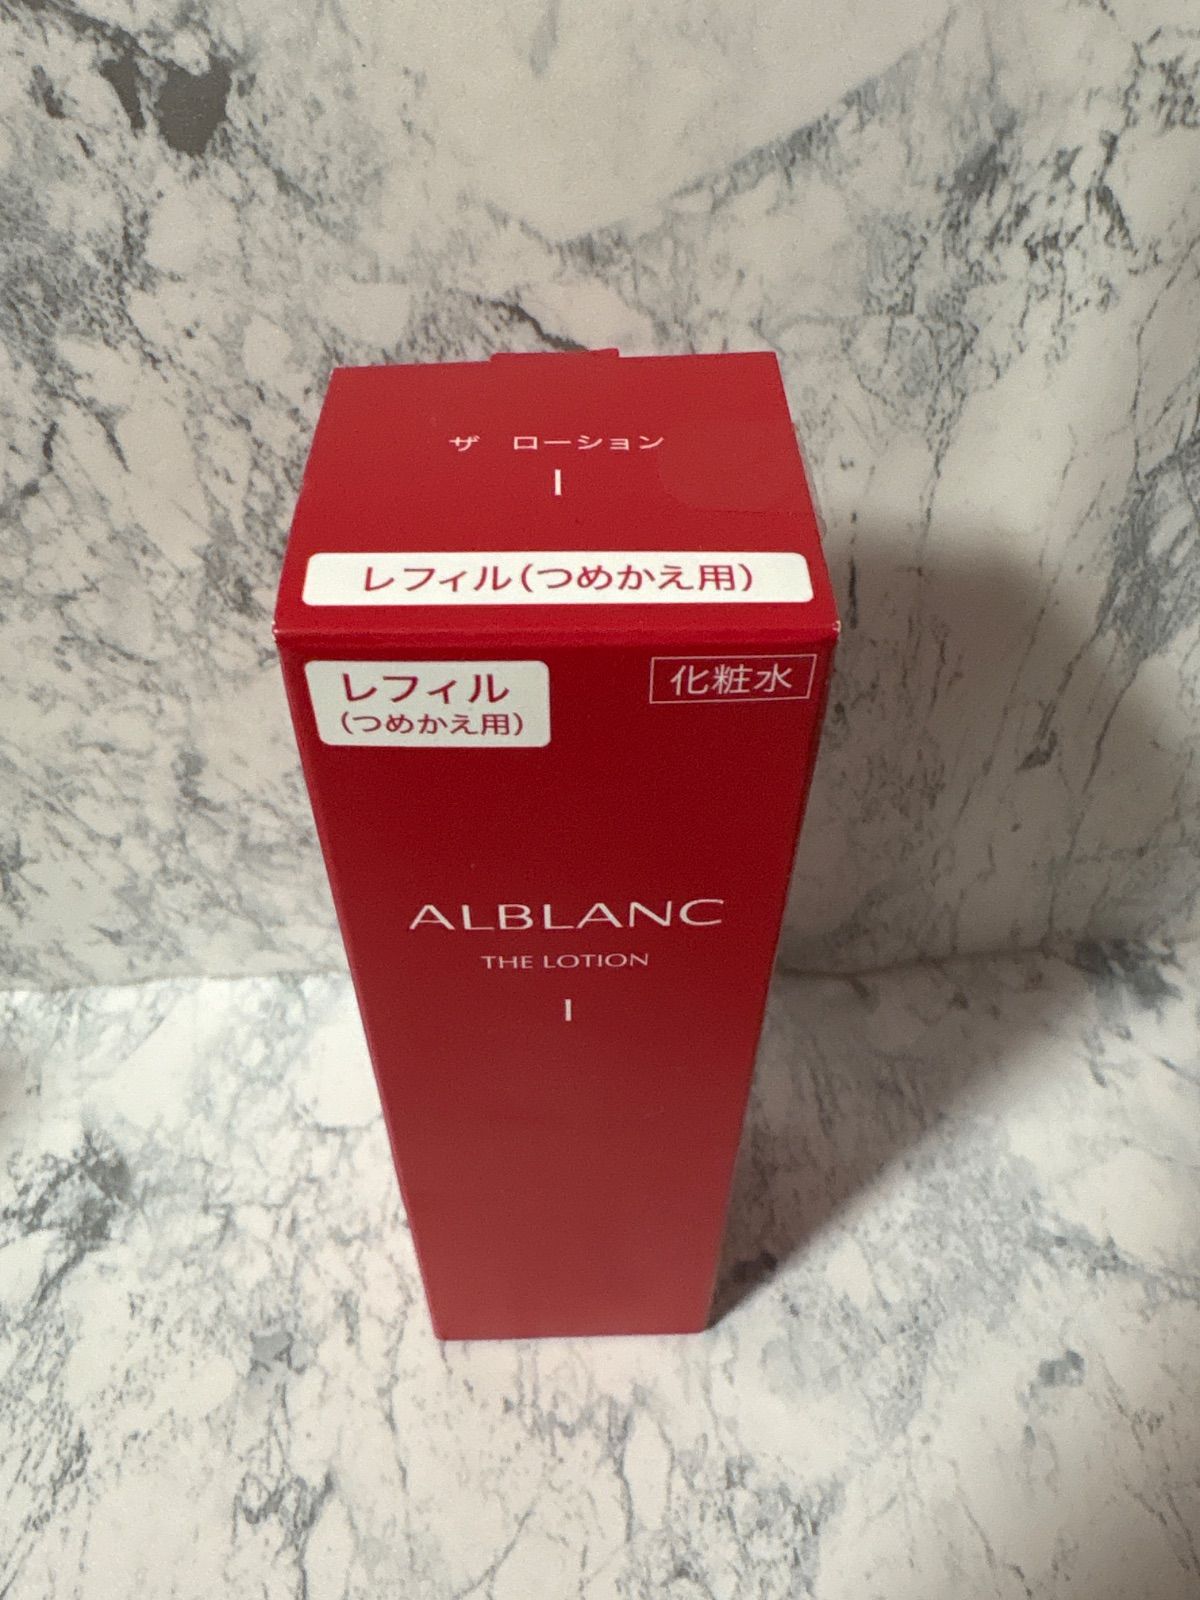 ザ ローション
I
レフィル(つめかえ用)
レフィル
(つめかえ用)
化粧水
ALBLANC
THE LOTION
I